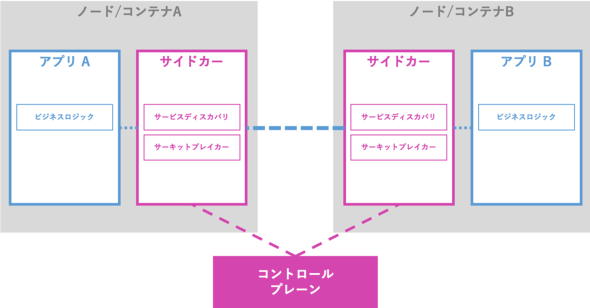 ノード/コンテナA
ノード/コンテナB
アプリ A
サイドカー
サイドカー
アプリ B
ビジネスロジック
サービスディスカバリ
サービスディスカバリ
ビジネスロジック
サーキットブレイカー
サーキットブレイカー
コントロール
プレーン